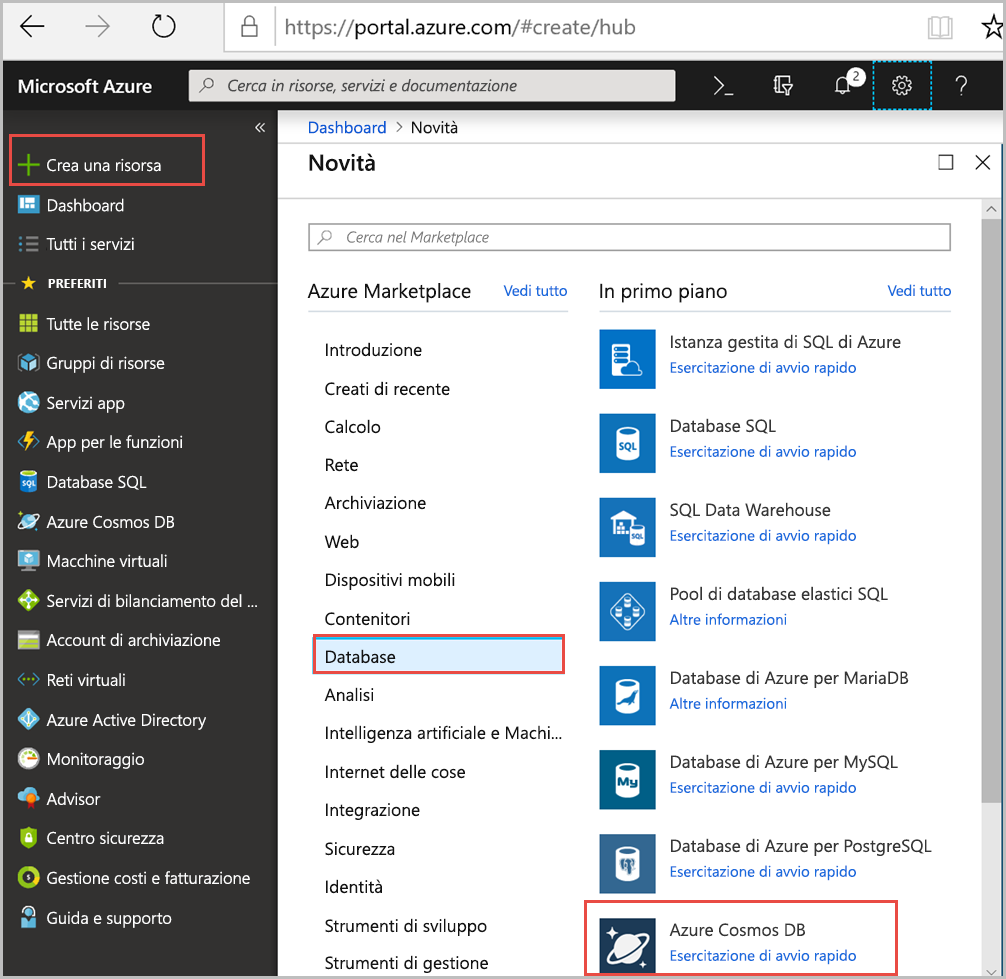 https://portal.azure.com/#create/hub
Microsoft Azure
Cerca in risorse, servizi e documentazione
2
?
«
Crea una risorsa
Dashboard
Tutti i servizi
PREFERITI
Tutte le risorse
Gruppi di risorse
Servizi app
App per le funzioni
Database SQL
Azure Cosmos DB
Macchine virtuali
Servizi di bilanciamento del ...
Account di archiviazione
Reti virtuali
Azure Active Directory
Monitoraggio
Advisor
Centro sicurezza
Gestione costi e fatturazione
Guida e supporto
Dashboard > Novità
Novità
Cerca nel Marketplace
Azure Marketplace
Vedi tutto
Introduzione
Creati di recente
Calcolo
Rete
Archiviazione
Web
Dispositivi mobili
Contenitori
Database
Analisi
Intelligenza artificiale e Machi...
Internet delle cose
Integrazione
Sicurezza
Identità
Strumenti di sviluppo
Strumenti di gestione
In primo piano
Vedi tutto
Istanza gestita di SQL di Azure
Esercitazione di avvio rapido
SQL
Database SQL
Esercitazione di avvio rapido
SQL
SQL Data Warehouse
Esercitazione di avvio rapido
Pool di database elastici SQL
Altre informazioni
Database di Azure per MariaDB
Altre informazioni
My
Database di Azure per MySQL
Esercitazione di avvio rapido
Database di Azure per PostgreSQL
Esercitazione di avvio rapido
Azure Cosmos DB
Esercitazione di avvio rapido